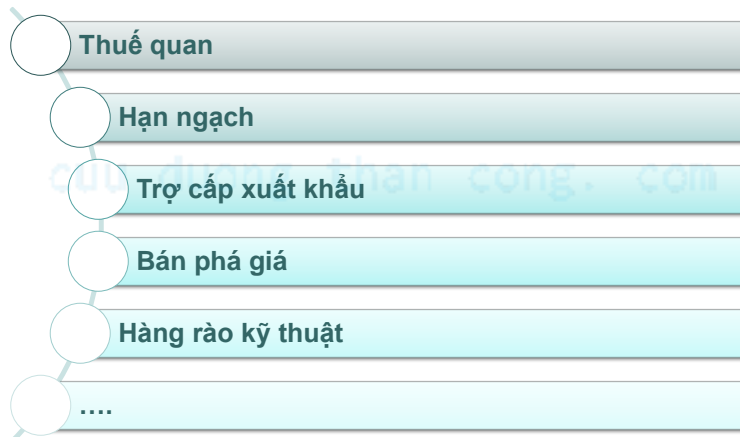 Thuế quan
Hạn ngạch
cuu duong than cong. com
Trợ cấp xuất khẩu
Bán phá giá
Hàng rào kỹ thuật
….